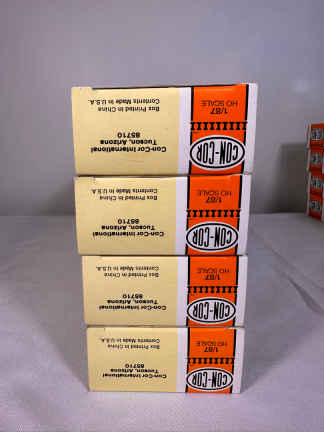 Con-Cor International
Tucson, Arizona
85710
Box Printed in China
Contents Made in U.S.A.
CON-COR
1/87
HO SCALE
Con-Cor International
Tucson, Arizona
85710
Box Printed in China
Contents Made in U.S.A.
CON-COR
1/87
HO SCALE
Con-Cor International
Tucson, Arizona
85710
Box Printed in China
Contents Made in U.S.A.
CON-COR
1/87
HO SCALE
Con-Cor International
Tucson, Arizona
85710
Box Printed in China
Contents Made in U.S.A.
CON-COR
1/87
HO SCALE